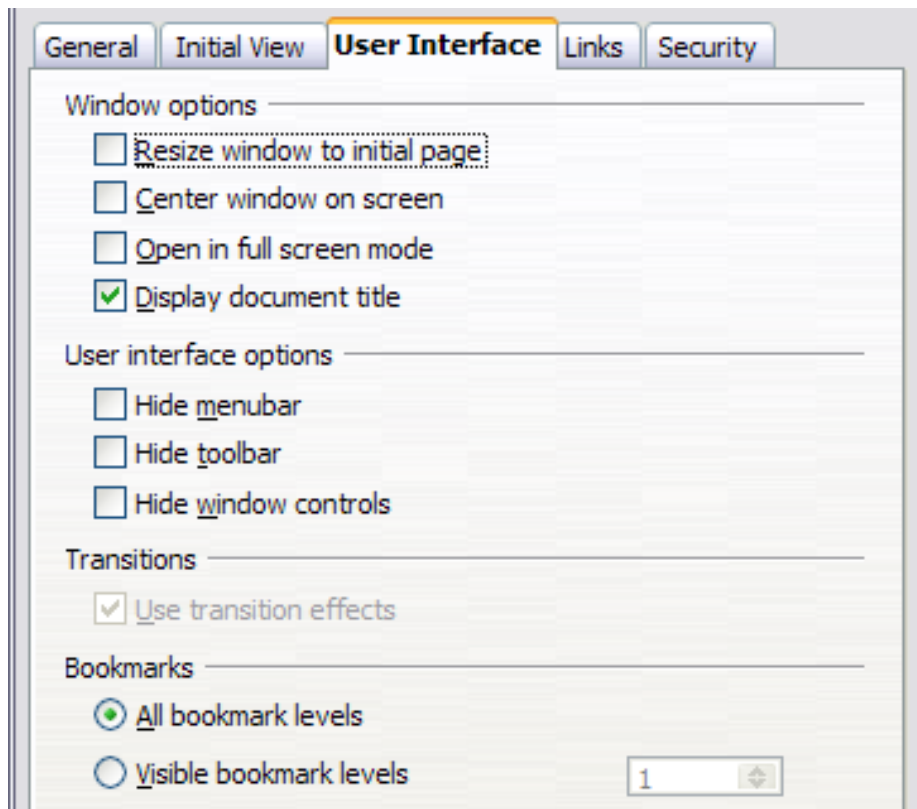 General Initial View User Interface Links Security
Window options
Resize window to initial page
Center window on screen
Open in full screen mode
Display document title
User interface options
Hide menubar
Hide toolbar
Hide window controls
Transitions
Use transition effects
Bookmarks
All bookmark levels
Visible bookmark levels 1